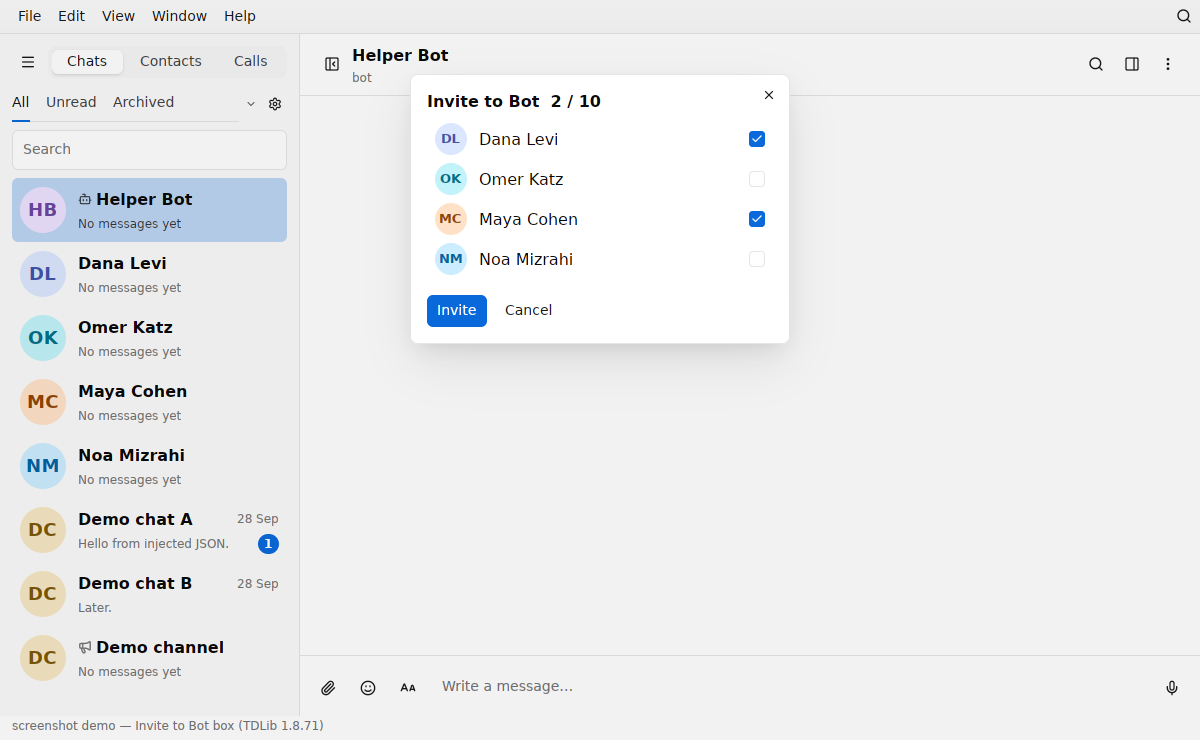 File Edit View Window Help
Chats Contacts Calls
All Unread Archived
Search
HB Helper Bot
No messages yet
DL Dana Levi
No messages yet
OK Omer Katz
No messages yet
MC Maya Cohen
No messages yet
NM Noa Mizrahi
No messages yet
DC Demo chat A 28 Sep
Hello from injected JSON. 1
DC Demo chat B 28 Sep
Later.
DC Demo channel
No messages yet
Helper Bot
bot
Invite to Bot 2 / 10
DL Dana Levi
OK Omer Katz
MC Maya Cohen
NM Noa Mizrahi
Invite Cancel
AA Write a message...
screenshot demo — Invite to Bot box (TDLib 1.8.71)